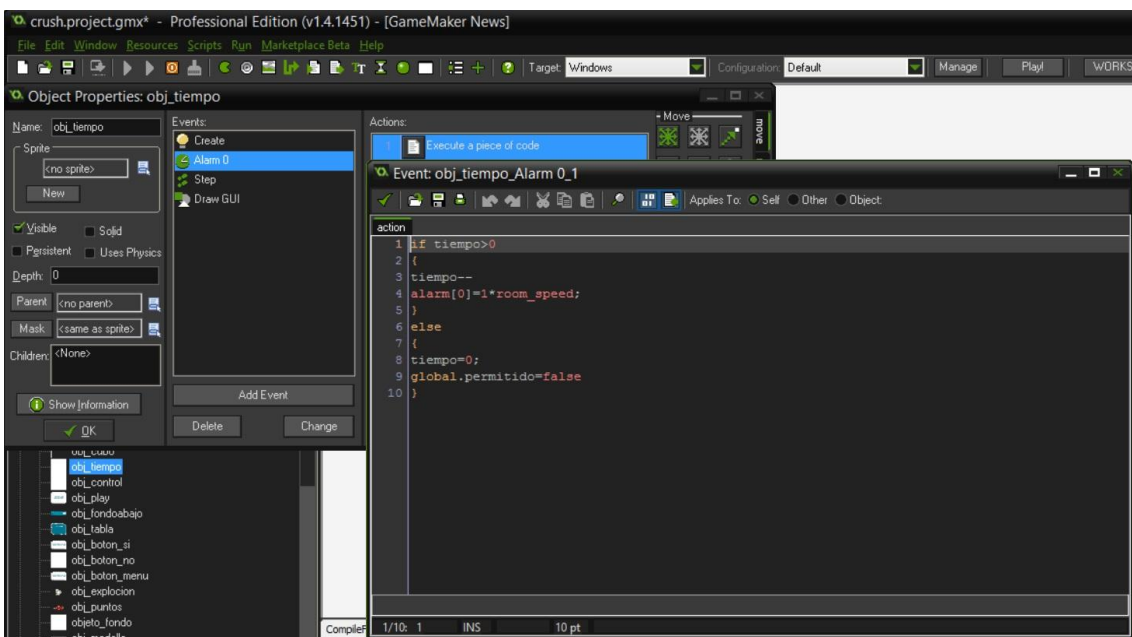 crush.project.gmx* - Professional Edition (v1.4.1451) - [GameMaker News]
File Edit Window Resources Scripts Run Marketplace Beta Help
Target: Windows Configuration: Default Manage Play! WORKS
Object Properties: obj_tiempo
Name: obj_tiempo
Sprite
<no sprite>
New
Visible Solid
Persistent Uses Physics
Depth: 0
Parent <no parent>
Mask <same as sprite>
Children: <None>
Show Information
OK
Events:
Create
Alarm 0
Step
Draw GUI
Add Event
Delete Change
Actions:
1 Execute a piece of code
Move
move
Event: obj_tiempo_Alarm 0_1
Applies To: Self Other Object:
action
1 if tiempo>0
2 {
3 tiempo--
4 alarm[0]=1*room_speed;
5 }
6 else
7 {
8 tiempo=0;
9 global.permitido=false
10 }
1/10: 1 INS 10 pt
obj_cubo
obj_tiempo
obj_control
obj_play
obj_fondoabajo
obj_tabla
obj_boton_si
obj_boton_no
obj_boton_menu
obj_explocion
obj_puntos
objeto_fondo